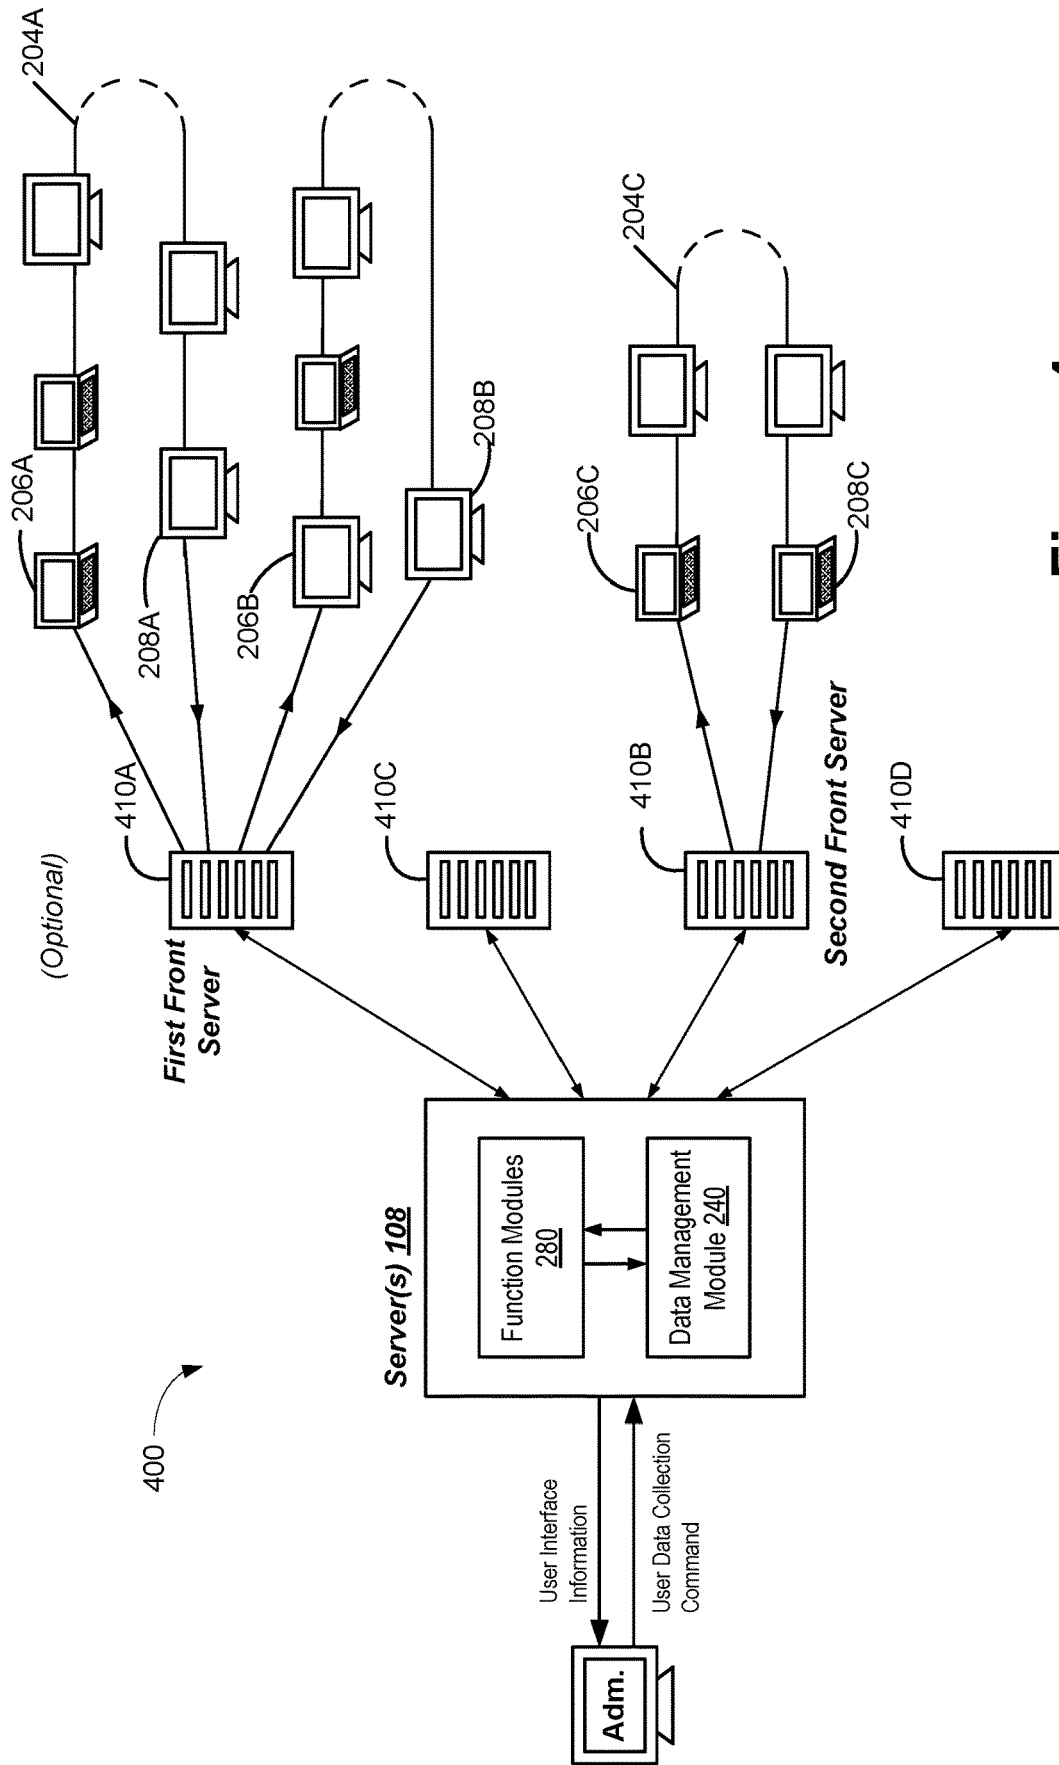 400
(Optional)
First Front
Server
410A
206A
204A
208A
206B
208B
410C
Server(s) 108
Function Modules
280
Data Management
Module 240
User Interface
Information
User Data Collection
Command
Adm.
410B
Second Front Server
206C
204C
208C
410D